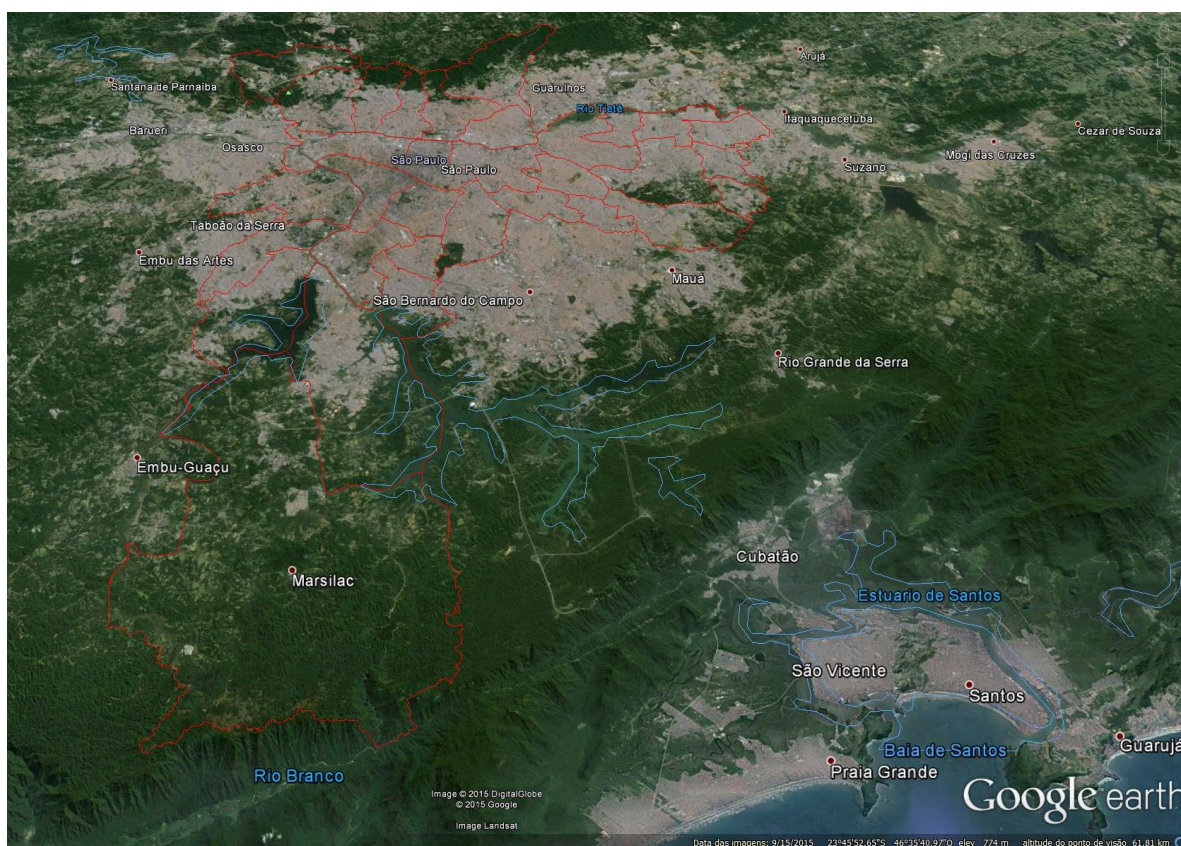 Arujá
Santana de Parnaiba
Guarulhos
Rio Tietê
Itaquaquecetuba
Barueri
Cezar de Souza
Osasco
São Paulo
São Paulo
Mogi das Cruzes
Suzano
Taboão da Serra
Embu das Artes
Mauá
São Bernardo do Campo
Rio Grande da Serra
Embu-Guaçu
Cubatão
Marsilac
Estuario de Santos
São Vicente
Santos
Guarujá
Baia de Santos
Rio Branco
Praia Grande
Image © 2015 DigitalGlobe
© 2015 Google
Google earth
Image Landsat
Data das imagens: 9/15/2015 23°45'52.65"S 46°35'40.97"O elev 774 m altitude do ponto de visão 61.81 km